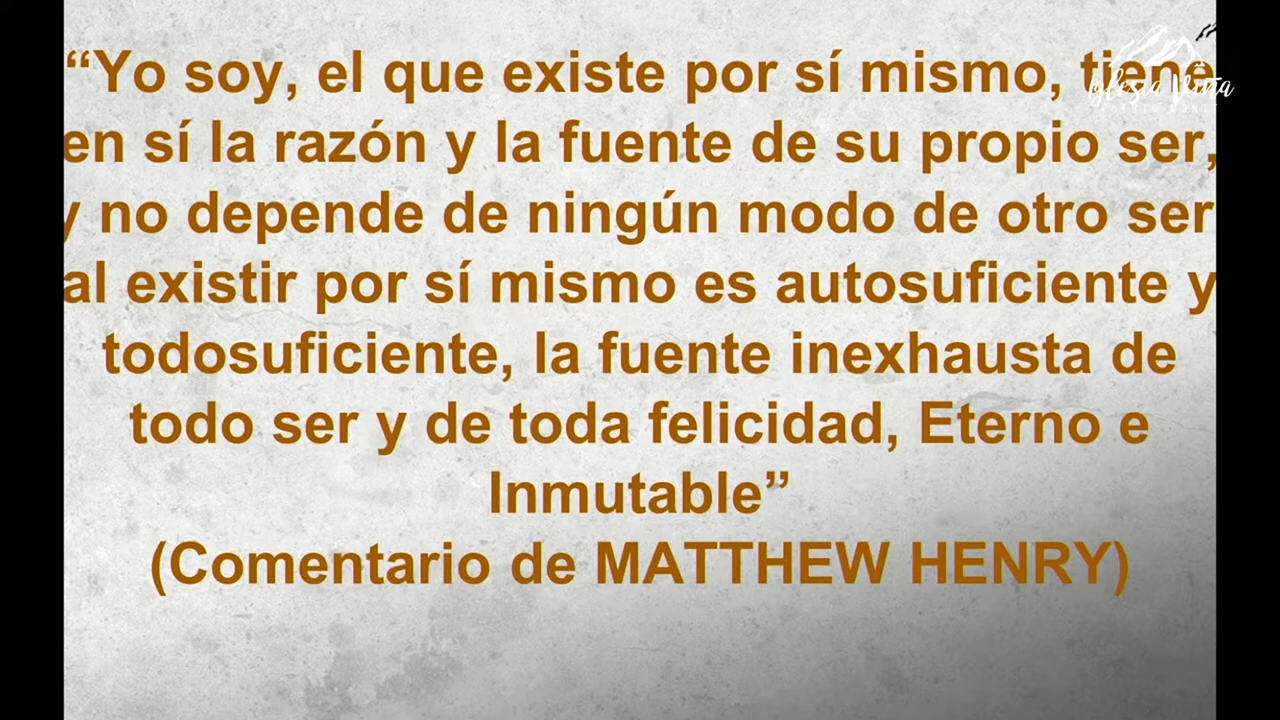 “Yo soy, el que existe por sí mismo, tiene
en sí la razón y la fuente de su propio ser,
y no depende de ningún modo de otro ser
al existir por sí mismo es autosuficiente y
todosuficiente, la fuente inexhausta de
todo ser y de toda felicidad, Eterno e
Inmutable”
(Comentario de MATTHEW HENRY)
Iglesia Viña